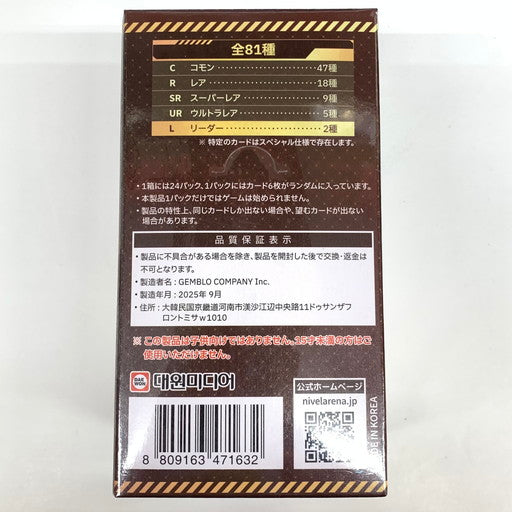 全81種
C コモン 47種
R レア 18種
SR スーパーレア 9種
UR ウルトラレア 5種
L リーダー 2種
※ 特定のカードはスペシャル仕様で存在します。
・1箱には24パック、1パックにはカード6枚がランダムに入っています。
・本製品1パックだけではゲームは始められません。
・製品の特性上、同じカードしか出ない場合や、望むカードが出ない
場合があります。
品質保証表示
・製品に不具合がある場合を除き、製品を開封した後で交換・返金は
不可となります。
・製造者名：GEMBLO COMPANY Inc.
・製造年月：2025年 9月
・住所：大韓民国京畿道河南市渼沙江辺中央路11ドゥサンザフ
ロントミサw1010
※ この製品は子供向けではありません。15才未満の方はご
使用いただけません。
DAE WON 대원미디어
公式ホームページ
nivelarena.jp
8 809163 471632
MADE IN KOREA